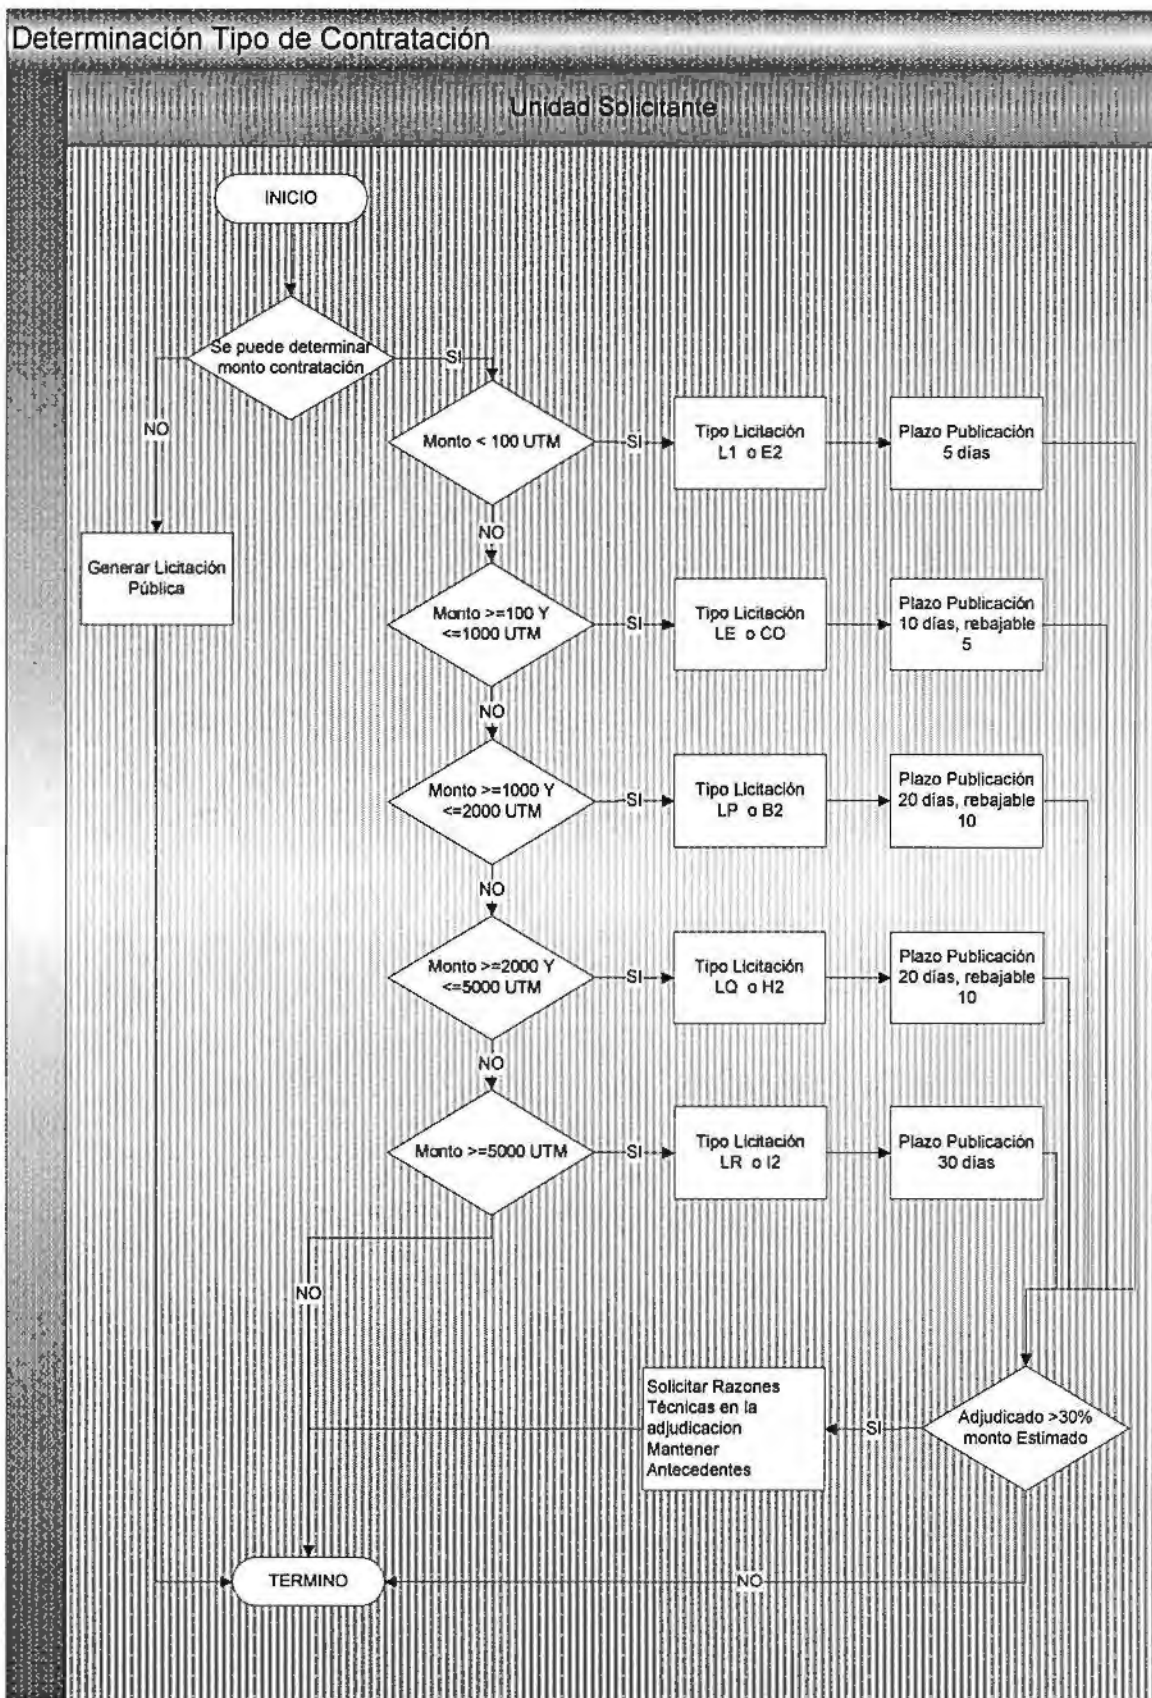 Determinación Tipo de Contratación
Unidad Solicitante
INICIO
Se puede determinar
monto contratación
SI
NO
Monto < 100 UTM
SI
Tipo Licitación
L1 o E2
Plazo Publicación
5 días
NO
Generar Licitación
Pública
Monto >=100 Y
<=1000 UTM
SI
Tipo Licitación
LE o CO
Plazo Publicación
10 días, rebajable
5
NO
Monto >=1000 Y
<=2000 UTM
SI
Tipo Licitación
LP o B2
Plazo Publicación
20 días, rebajable
10
NO
Monto >=2000 Y
<=5000 UTM
SI
Tipo Licitación
LQ o H2
Plazo Publicación
20 días, rebajable
10
NO
Monto >=5000 UTM
SI
Tipo Licitación
LR o I2
Plazo Publicación
30 días
NO
Solicitar Razones
Técnicas en la
adjudicacion
Mantener
Antecedentes
SI
Adjudicado >30%
monto Estimado
TERMINO
NO